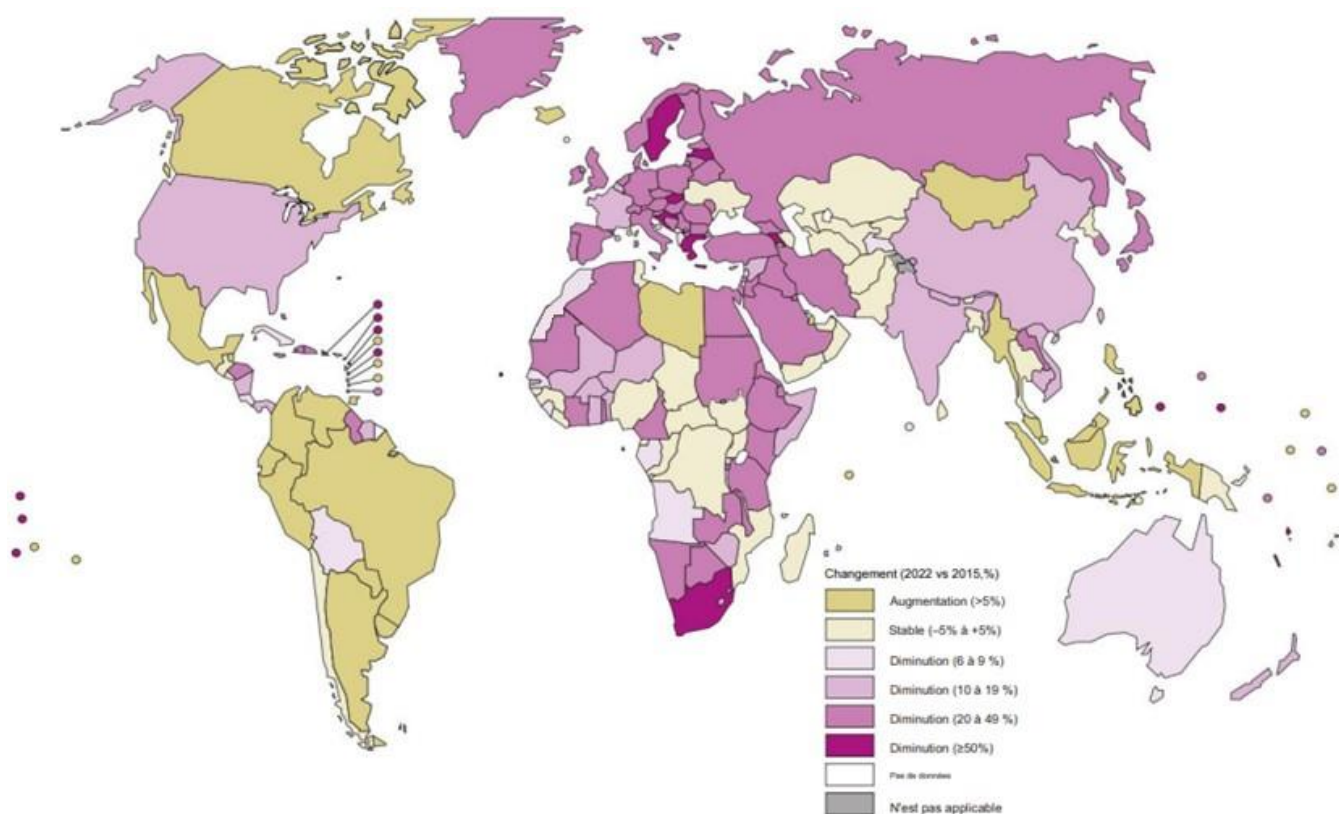 Changement (2022 vs 2015,%)
Augmentation (>5%)
Stable (–5% à +5%)
Diminution (6 à 9 %)
Diminution (10 à 19 %)
Diminution (20 à 49 %)
Diminution (≥50%)
Pas de données
N'est pas applicable